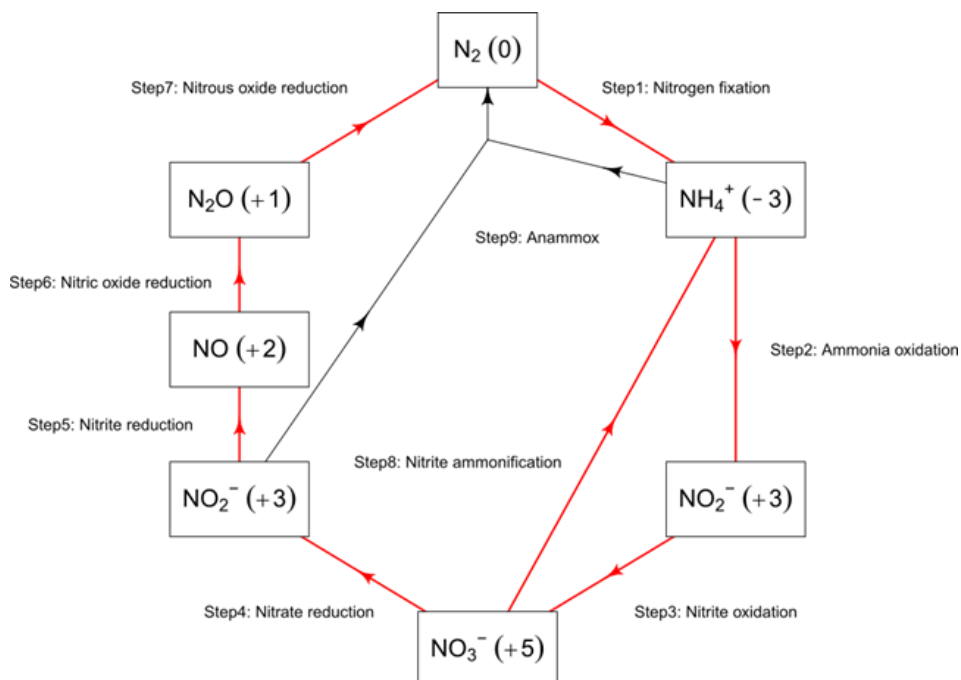 N₂ (0)
Step7: Nitrous oxide reduction
Step1: Nitrogen fixation
N₂O (+1)
NH₄⁺ (−3)
Step9: Anammox
Step6: Nitric oxide reduction
NO (+2)
Step2: Ammonia oxidation
Step5: Nitrite reduction
Step8: Nitrite ammonification
NO₂⁻ (+3)
NO₂⁻ (+3)
Step4: Nitrate reduction
Step3: Nitrite oxidation
NO₃⁻ (+5)